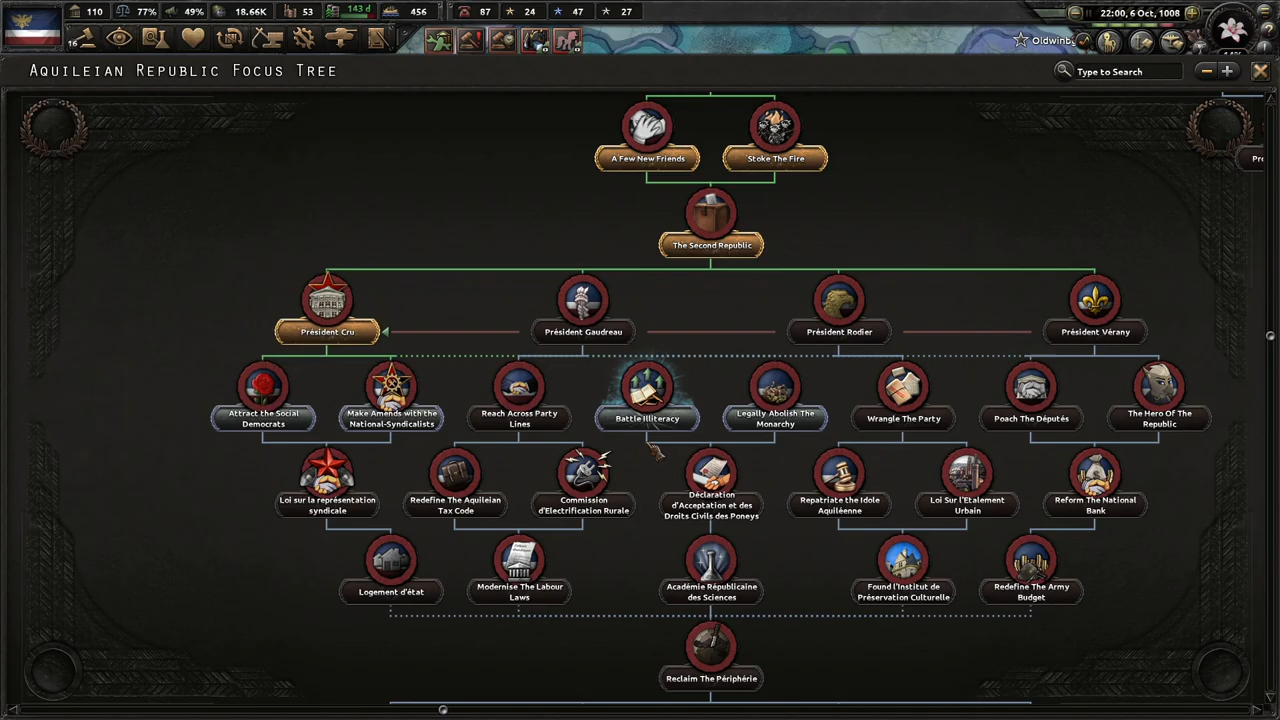 110 77% 49% 18.66K 53 143 d 456 87 24 47 27
22:00, 6 Oct, 1008
16
Oldwinb
14%
AQUILEIAN REPUBLIC FOCUS TREE
Type to Search
A Few New Friends
Stoke The Fire
The Second Republic
Président Cru
Président Gaudreau
Président Rodier
Président Vérany
Attract the Social
Democrats
Make Amends with the
National-Syndicalists
Reach Across Party
Lines
Battle Illiteracy
Legally Abolish The
Monarchy
Wrangle The Party
Poach The Députés
The Hero Of The
Republic
Loi sur la représentation
syndicale
Redefine The Aquileian
Tax Code
Commission
d'Electrification Rurale
Déclaration
d'Acceptation et des
Droits Civils des Poneys
Repatriate the Idole
Aquiléenne
Loi Sur l'Etalement
Urbain
Reform The National
Bank
Logement d'état
Modernise The Labour
Laws
Académie Républicaine
des Sciences
Found l'Institut de
Préservation Culturelle
Redefine The Army
Budget
Reclaim The Périphérie